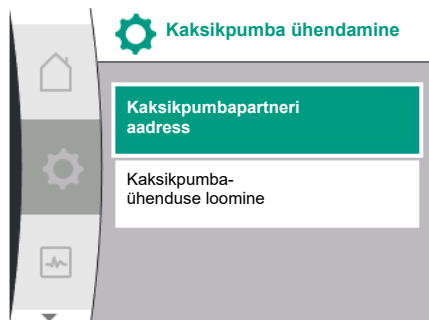 Kaksikpumba ühendamine
Kaksikpumbapartneri
aadress
Kaksikpumba-
ühenduse loomine